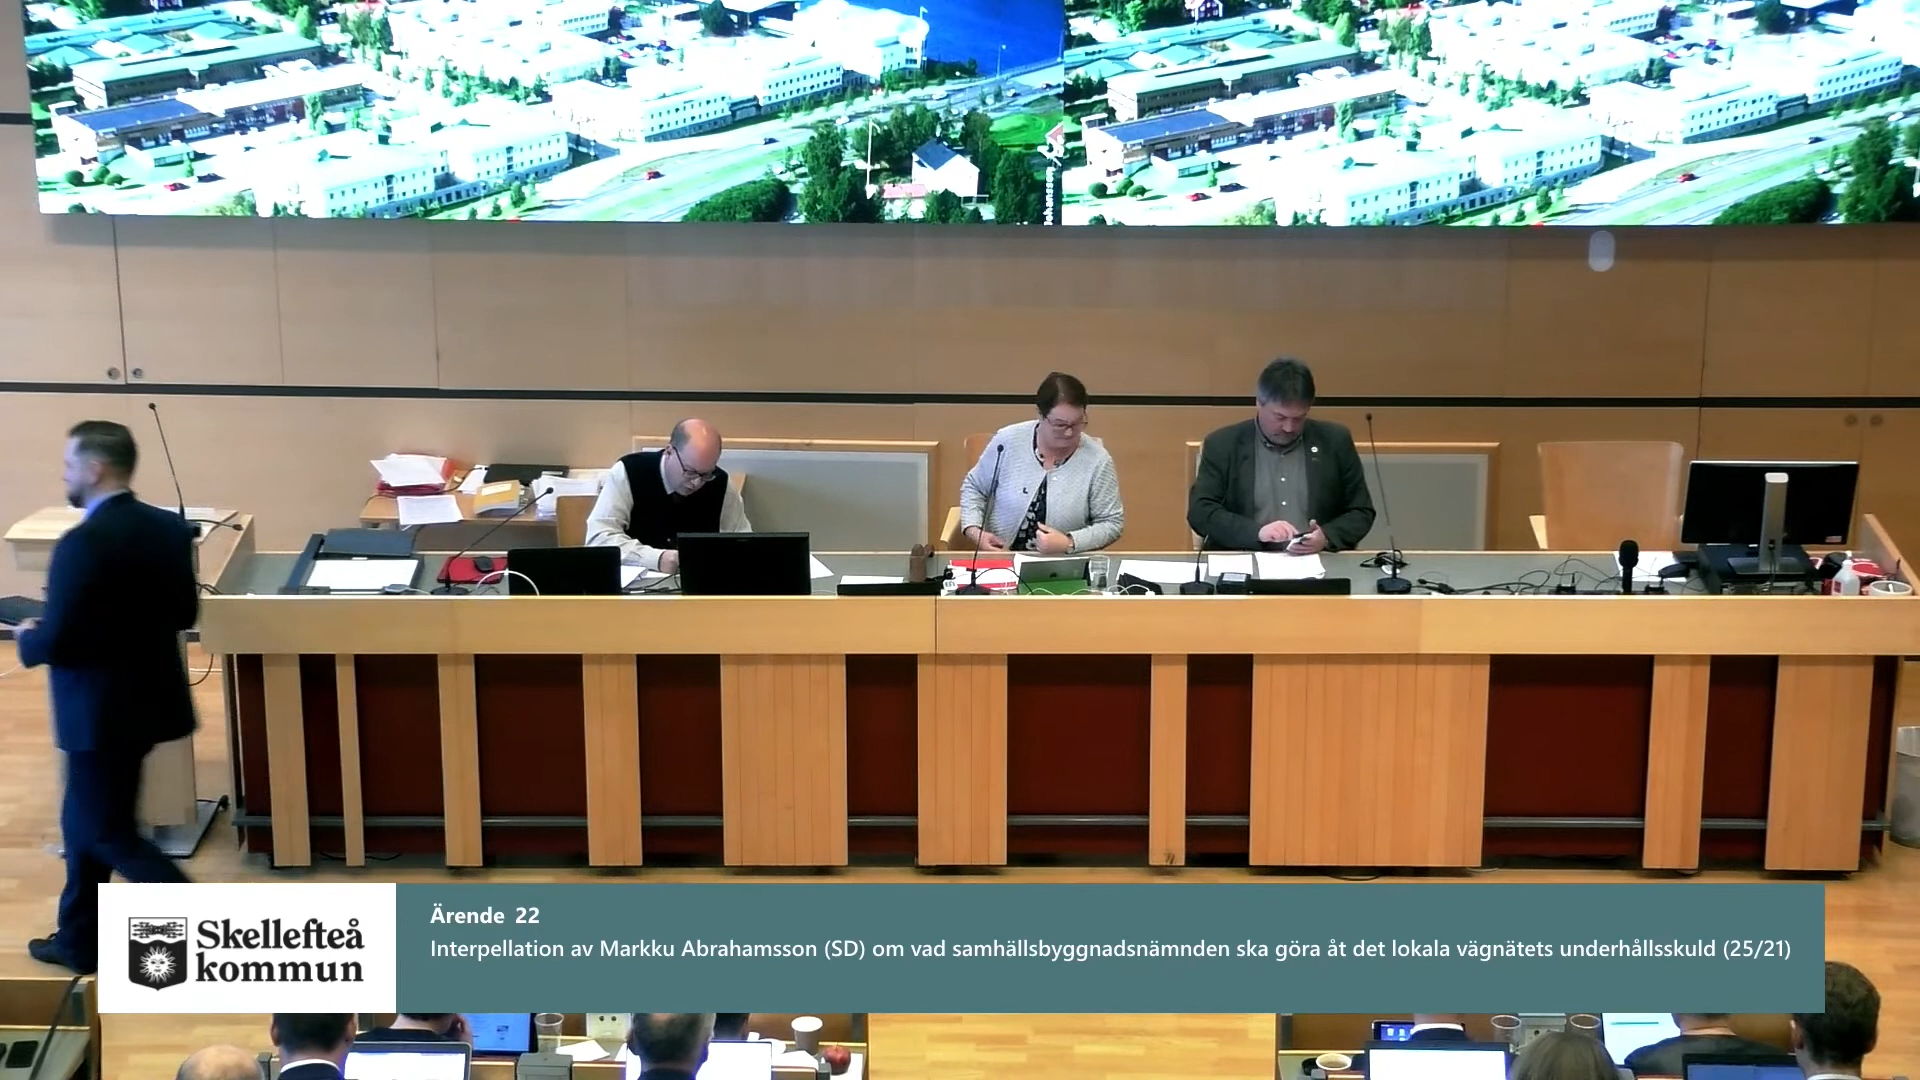 Johansson
Skellefteå
kommun
Ärende 22
Interpellation av Markku Abrahamsson (SD) om vad samhällsbyggnadsnämnden ska göra åt det lokala vägnätets underhållsskuld (25/21)